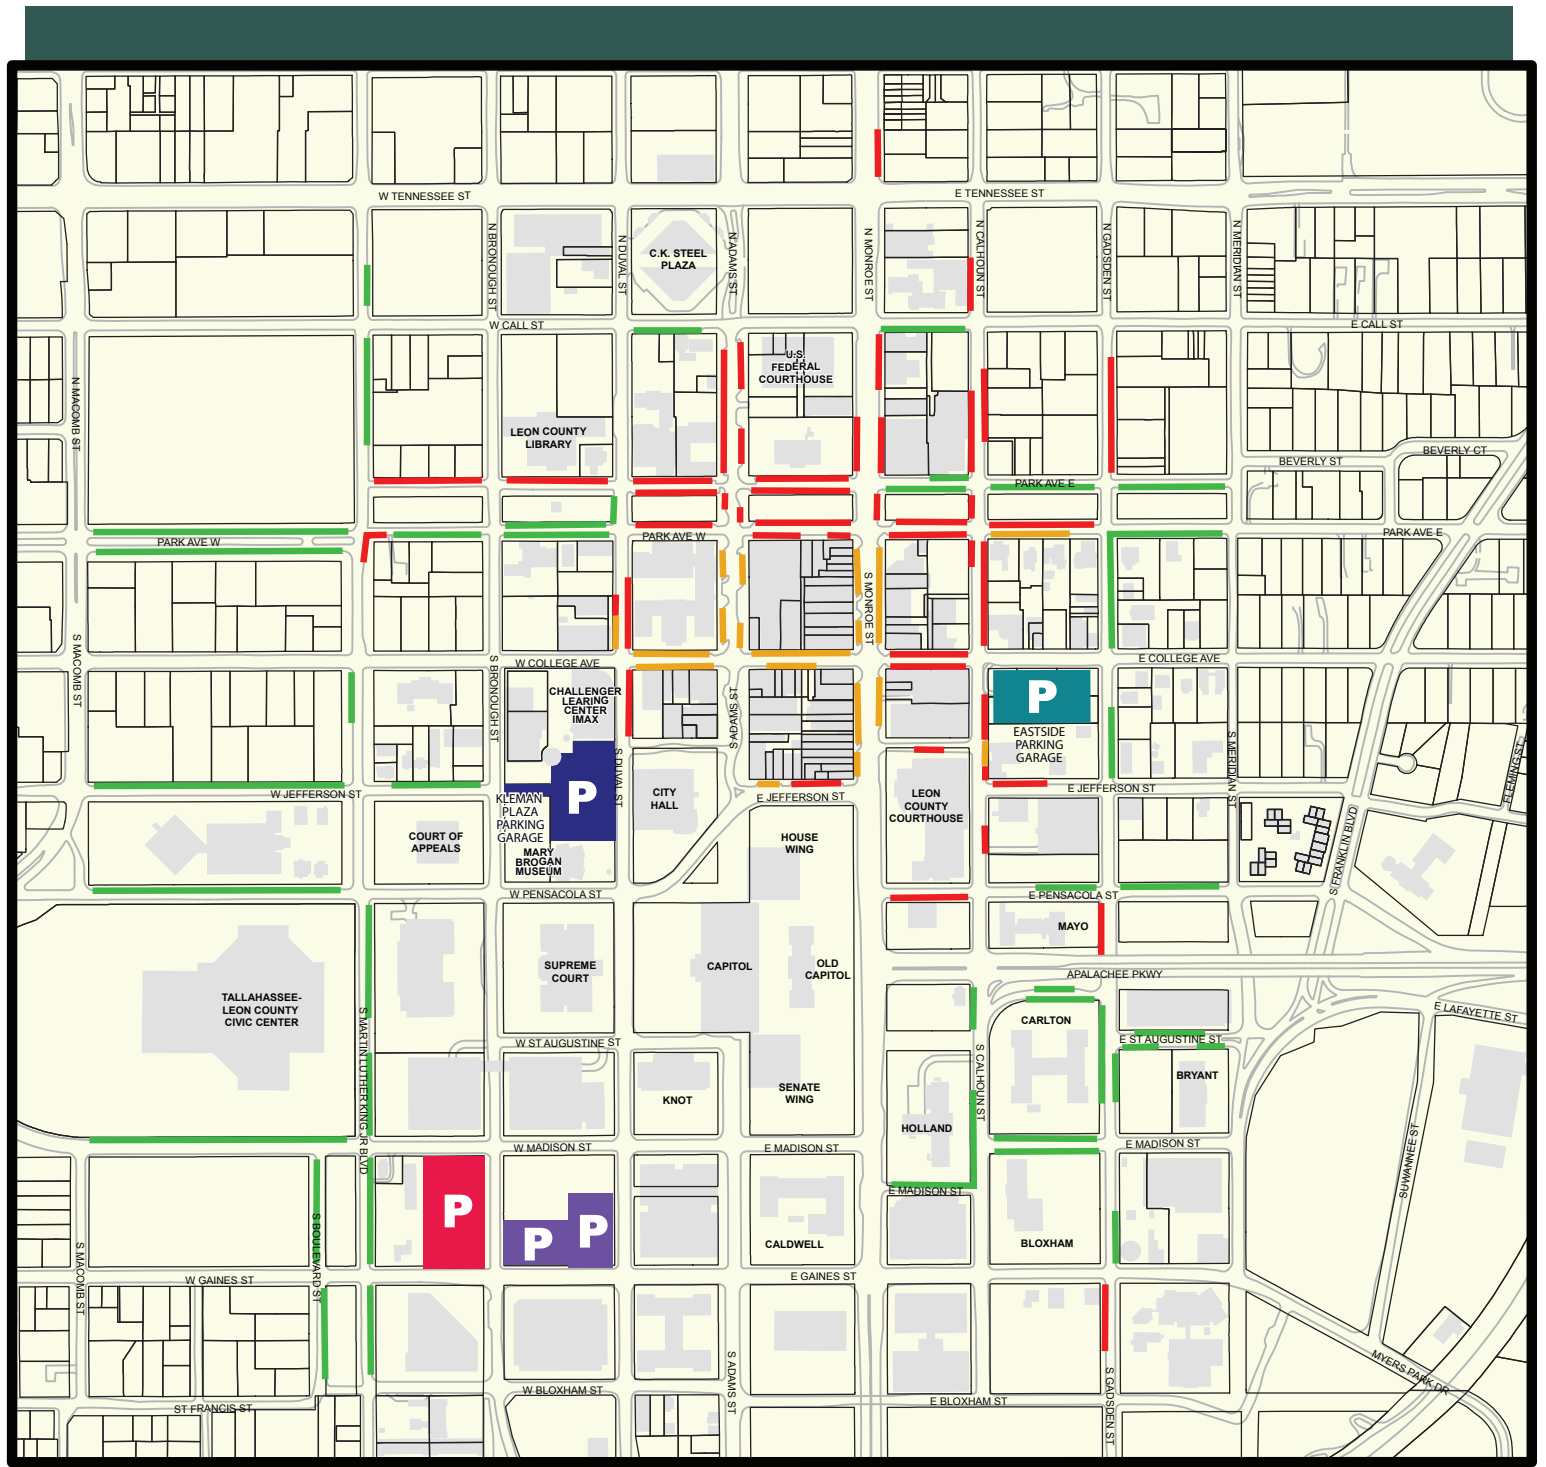 W TENNESSEE ST
E TENNESSEE ST
N BRONOUGH ST
N DUVAL ST
C.K. STEEL
PLAZA
N ADAMS ST
N MONROE ST
N CALHOUN ST
N GADSDEN ST
N MERIDIAN ST
W CALL ST
E CALL ST
N MACOMB ST
U.S.
FEDERAL
COURTHOUSE
LEON COUNTY
LIBRARY
BEVERLY CT
BEVERLY ST
PARK AVE E
PARK AVE W
PARK AVE W
PARK AVE E
S MONROE ST
S MACOMB ST
S BRONOUGH ST
W COLLEGE AVE
E COLLEGE AVE
CHALLENGER
LEARING
CENTER
IMAX
S DUVAL ST
S ADAMS ST
P
EASTSIDE
PARKING
GARAGE
S MERIDIAN ST
FLEMING ST
P
KLEMAN
PLAZA
PARKING
GARAGE
CITY
HALL
W JEFFERSON ST
E JEFFERSON ST
E JEFFERSON ST
LEON
COUNTY
COURTHOUSE
COURT OF
APPEALS
HOUSE
WING
MARY
BROGAN
MUSEUM
S FRANKLIN BLVD
W PENSACOLA ST
E PENSACOLA ST
MAYO
SUPREME
COURT
CAPITOL
OLD
CAPITOL
APALACHEE PKWY
TALLAHASSEE-
LEON COUNTY
CIVIC CENTER
S MARTIN LUTHER KING JR BLVD
CARLTON
E LAFAYETTE ST
W ST AUGUSTINE ST
E ST AUGUSTINE ST
S CALHOUN ST
BRYANT
KNOT
SENATE
WING
HOLLAND
W MADISON ST
E MADISON ST
E MADISON ST
E MADISON ST
SUWANNEE ST
P
P
P
CALDWELL
BLOXHAM
S MACOMB ST
S BOULEVARD ST
W GAINES ST
E GAINES ST
S ADAMS ST
S GADSDEN ST
MYERS PARK DR
W BLOXHAM ST
E BLOXHAM ST
ST FRANCIS ST